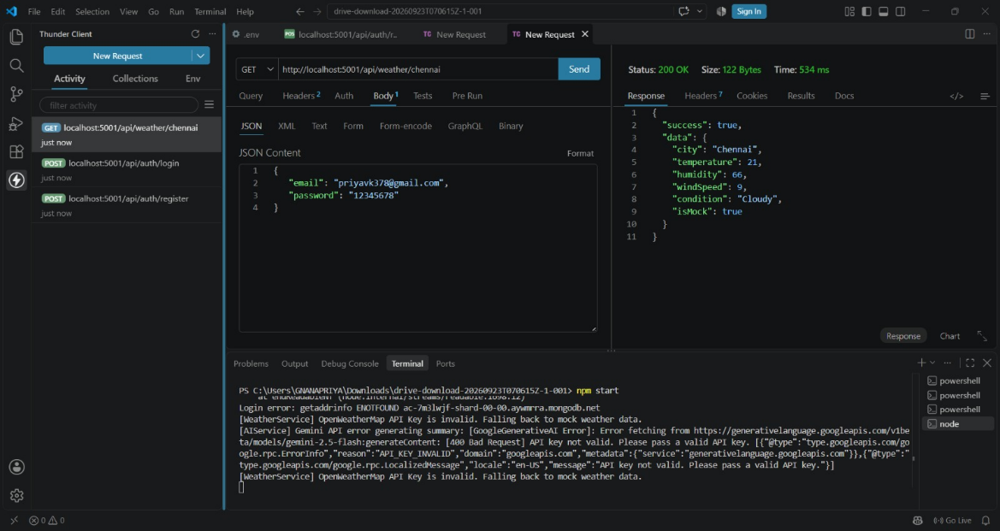 File Edit Selection View Go Run Terminal Help
drive-download-20260923T070615Z-1-001
Sign In
Thunder Client
New Request
Activity Collections Env
filter activity
GET localhost:5001/api/weather/chennai
just now
POST localhost:5001/api/auth/login
just now
POST localhost:5001/api/auth/register
just now
.env
POS localhost:5001/api/auth/r..
TC New Request
TC New Request
GET http://localhost:5001/api/weather/chennai Send
Query Headers 2 Auth Body 1 Tests Pre Run
JSON XML Text Form Form-encode GraphQL Binary
JSON Content Format
1 {
2 "email": "priyavk378@gmail.com",
3 "password": "12345678"
4 }
Status: 200 OK Size: 122 Bytes Time: 534 ms
Response Headers 7 Cookies Results Docs </>
1 {
2 "success": true,
3 "data": {
4 "city": "Chennai",
5 "temperature": 21,
6 "humidity": 66,
7 "windSpeed": 9,
8 "condition": "Cloudy",
9 "isMock": true
10 }
11 }
Response Chart
Problems Output Debug Console Terminal Ports
PS C:\Users\GNANAPRIYA\Downloads\drive-download-20260923T070615Z-1-001> npm start
at endReadableNT (node:internal/streams/readable:1698:12)
Login error: getaddrinfo ENOTFOUND ac-7m3lwjf-shard-00-00.aywmrra.mongodb.net
[WeatherService] OpenWeatherMap API Key is invalid. Falling back to mock weather data.
[AIService] Gemini API error generating summary: [GoogleGenerativeAI Error]: Error fetching from https://generativelanguage.googleapis.com/v1be
ta/models/gemini-2.5-flash:generateContent: [400 Bad Request] API key not valid. Please pass a valid API key. [{"@type":"type.googleapis.com/go
ogle.rpc.ErrorInfo","reason":"API_KEY_INVALID","domain":"googleapis.com","metadata":{"service":"generativelanguage.googleapis.com"}},{"@type":"
type.googleapis.com/google.rpc.LocalizedMessage","locale":"en-US","message":"API key not valid. Please pass a valid API key."}]
[WeatherService] OpenWeatherMap API Key is invalid. Falling back to mock weather data.
powershell
powershell
powershell
node
0 0
Go Live